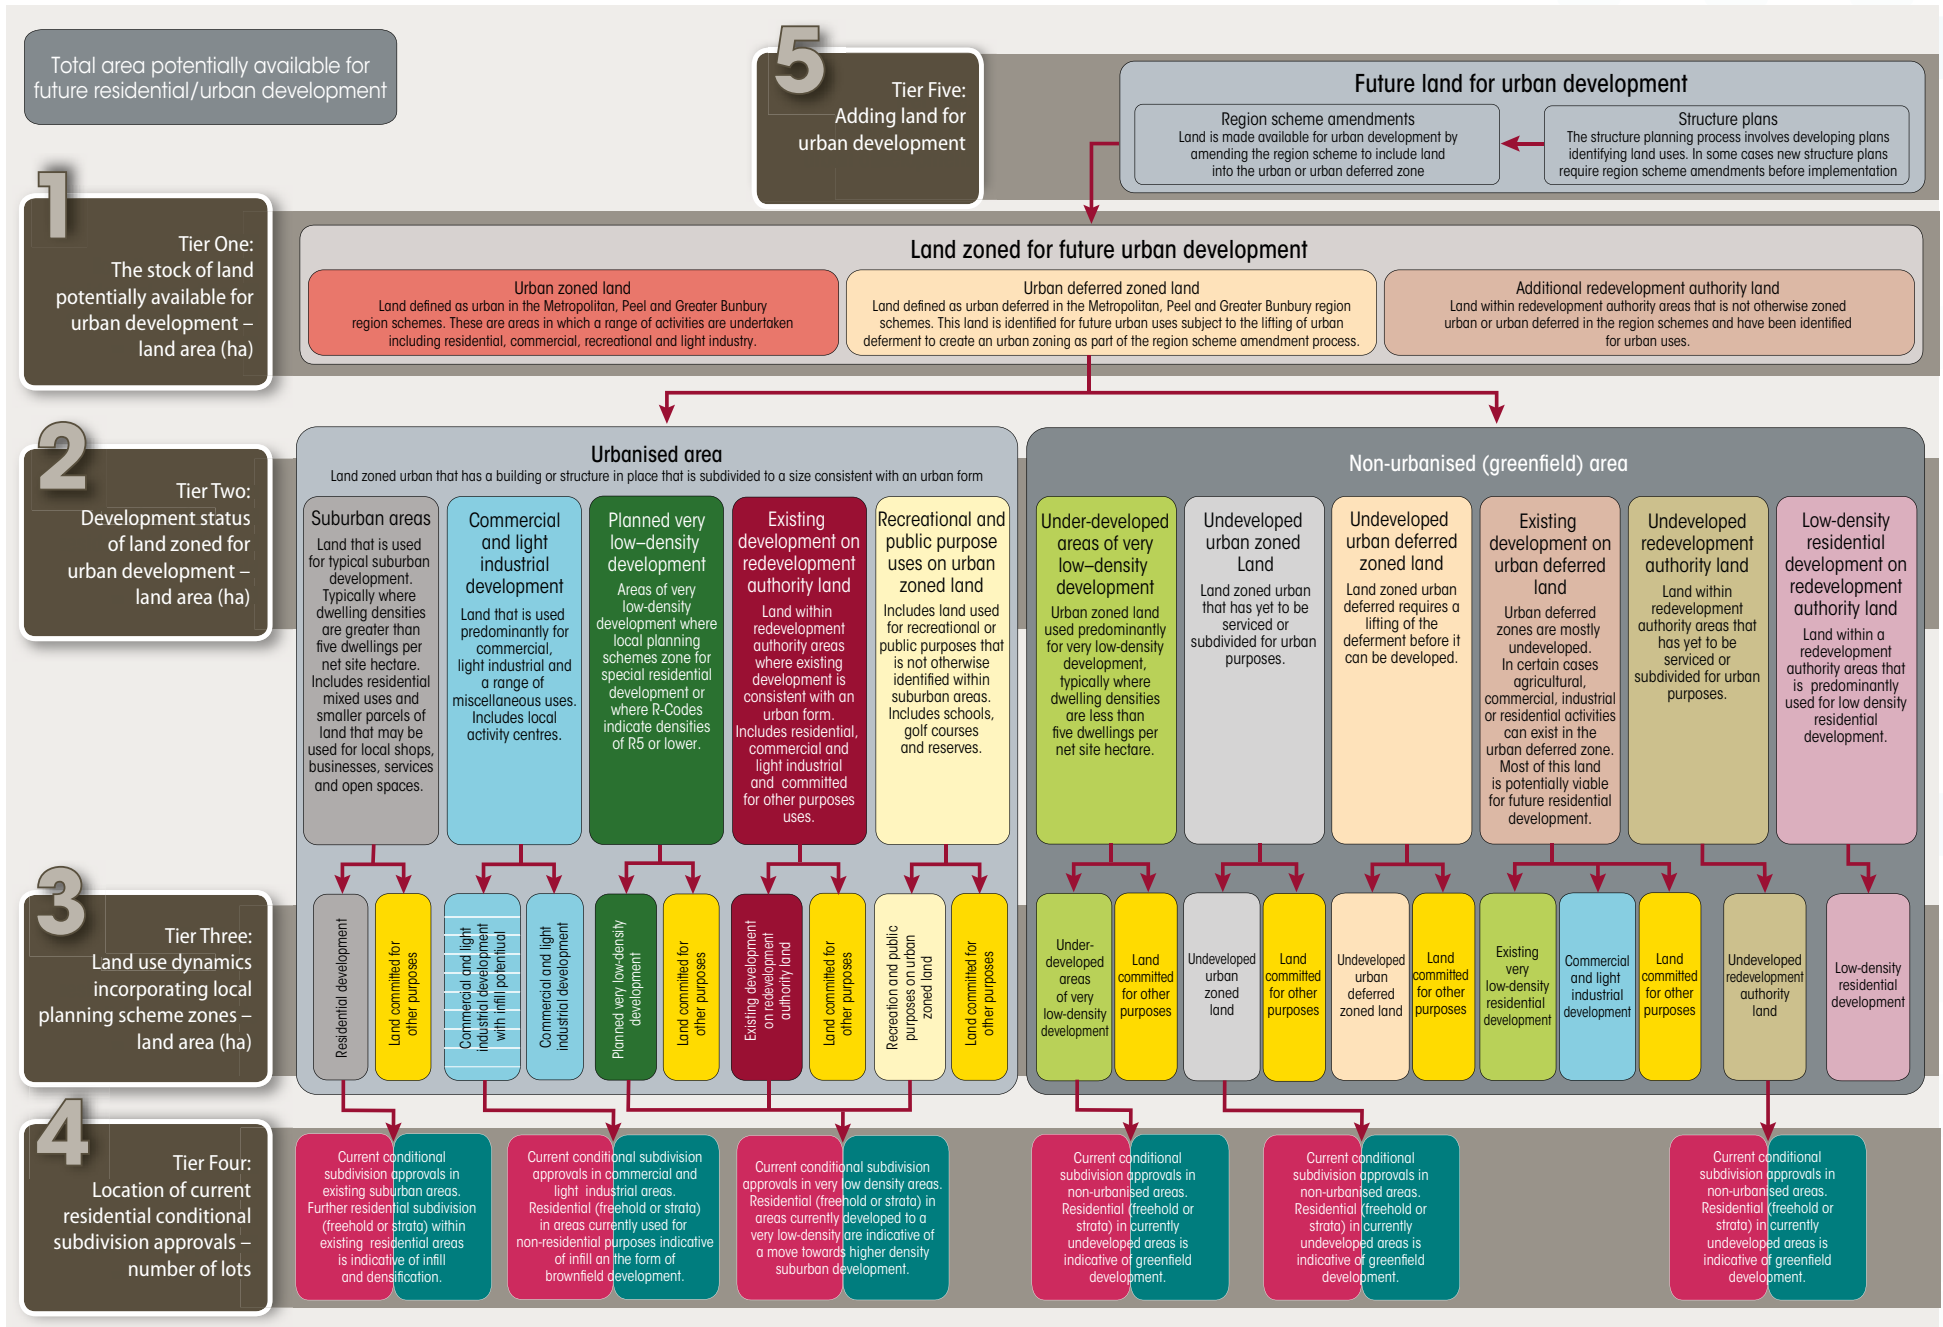 Total area potentially available for
future residential/urban development
5
Tier Five:
Adding land for
urban development
Future land for urban development
Region scheme amendments
Land is made available for urban development by
amending the region scheme to include land
into the urban or urban deferred zone
Structure plans
The structure planning process involves developing plans
identifying land uses. In some cases new structure plans
require region scheme amendments before implementation
1
Tier One:
The stock of land
potentially available for
urban development –
land area (ha)
Land zoned for future urban development
Urban zoned land
Land defined as urban in the Metropolitan, Peel and Greater Bunbury
region schemes. These are areas in which a range of activities are undertaken
including residential, commercial, recreational and light industry.
Urban deferred zoned land
Land defined as urban deferred in the Metropolitan, Peel and Greater Bunbury region
schemes. This land is identified for future urban uses subject to the lifting of urban
deferment to create an urban zoning as part of the region scheme amendment process.
Additional redevelopment authority land
Land within redevelopment authority areas that is not otherwise zoned
urban or urban deferred in the region schemes and have been identified
for urban uses.
2
Tier Two:
Development status
of land zoned for
urban development –
land area (ha)
Urbanised area
Land zoned urban that has a building or structure in place that is subdivided to a size consistent with an urban form
Suburban areas
Land that is used
for typical suburban
development.
Typically where
dwelling densities
are greater than
five dwellings per
net site hectare.
Includes residential
mixed uses and
smaller parcels of
land that may be
used for local shops,
businesses, services
and open spaces.
Commercial
and light
industrial
development
Land that is used
predominantly for
commercial,
light industrial and
a range of
miscellaneous uses.
Includes local
activity centres.
Planned very
low–density
development
Areas of very
low-density
development where
local planning
schemes zone for
special residential
development or
where R-Codes
indicate densities
of R5 or lower.
Existing
development on
redevelopment
authority land
Land within
redevelopment
authority areas
where existing
development is
consistent with an
urban form.
Includes residential,
commercial and
light industrial
and committed
for other purposes
uses.
Recreational and
public purpose
uses on urban
zoned land
Includes land used
for recreational or
public purposes that
is not otherwise
identified within
suburban areas.
Includes schools,
golf courses
and reserves.
Non-urbanised (greenfield) area
Under-developed
areas of very
low–density
development
Urban zoned land
used predominantly
for very low-density
development,
typically where
dwelling densities
are less than
five dwellings per
net site hectare.
Undeveloped
urban zoned
Land
Land zoned urban
that has yet to be
serviced or
subdivided for urban
purposes.
Undeveloped
urban deferred
zoned land
Land zoned urban
deferred requires a
lifting of the
deferment before it
can be developed.
Existing
development on
urban deferred
land
Urban deferred
zones are mostly
undeveloped.
In certain cases
agricultural,
commercial, industrial
or residential activities
can exist in the
urban deferred zone.
Most of this land
is potentially viable
for future residential
development.
Undeveloped
redevelopment
authority land
Land within
redevelopment
authority areas that
has yet to be
serviced or
subdivided for urban
purposes.
Low-density
residential
development on
redevelopment
authority land
Land within a
redevelopment
authority areas that
is predominantly
used for low density
residential
development.
3
Tier Three:
Land use dynamics
incorporating local
planning scheme zones –
land area (ha)
Residential development
Land committed for
other purposes
Commercial and light
industrial development
with infill potentiual
Commercial and light
industrial development
Planned very low-density
development
Land committed for
other purposes
Existing development
on redevelopment
authority land
Land committed for
other purposes
Recreation and public
purposes on urban
zoned land
Land committed for
other purposes
Under-
developed
areas
of very
low-density
development
Land
committed
for other
purposes
Undeveloped
urban
zoned
land
Land
committed
for other
purposes
Undeveloped
urban
deferred
zoned land
Land
committed
for other
purposes
Existing
very
low-density
residential
development
Commercial
and light
industrial
development
Land
committed
for other
purposes
Undeveloped
redevelopment
authority
land
Low-density
residential
development
4
Tier Four:
Location of current
residential conditional
subdivision approvals –
number of lots
Current conditional
subdivision approvals in
existing suburban areas.
Further residential subdivision
(freehold or strata) within
existing residential areas
is indicative of infill
and densification.
Current conditional subdivision
approvals in commercial and
light industrial areas.
Residential (freehold or strata)
in areas currently used for
non-residential purposes indicative
of infill an the form of
brownfield development.
Current conditional subdivision
approvals in very low density areas.
Residential (freehold or strata) in
areas currently developed to a
very low-density are indicative of
a move towards higher density
suburban development.
Current conditional
subdivision approvals in
non-urbanised areas.
Residential (freehold or
strata) in currently
undeveloped areas is
indicative of greenfield
development.
Current conditional
subdivision approvals in
non-urbanised areas.
Residential (freehold or
strata) in currently
undeveloped areas is
indicative of greenfield
development.
Current conditional
subdivision approvals in
non-urbanised areas.
Residential (freehold or
strata) in currently
undeveloped areas is
indicative of greenfield
development.